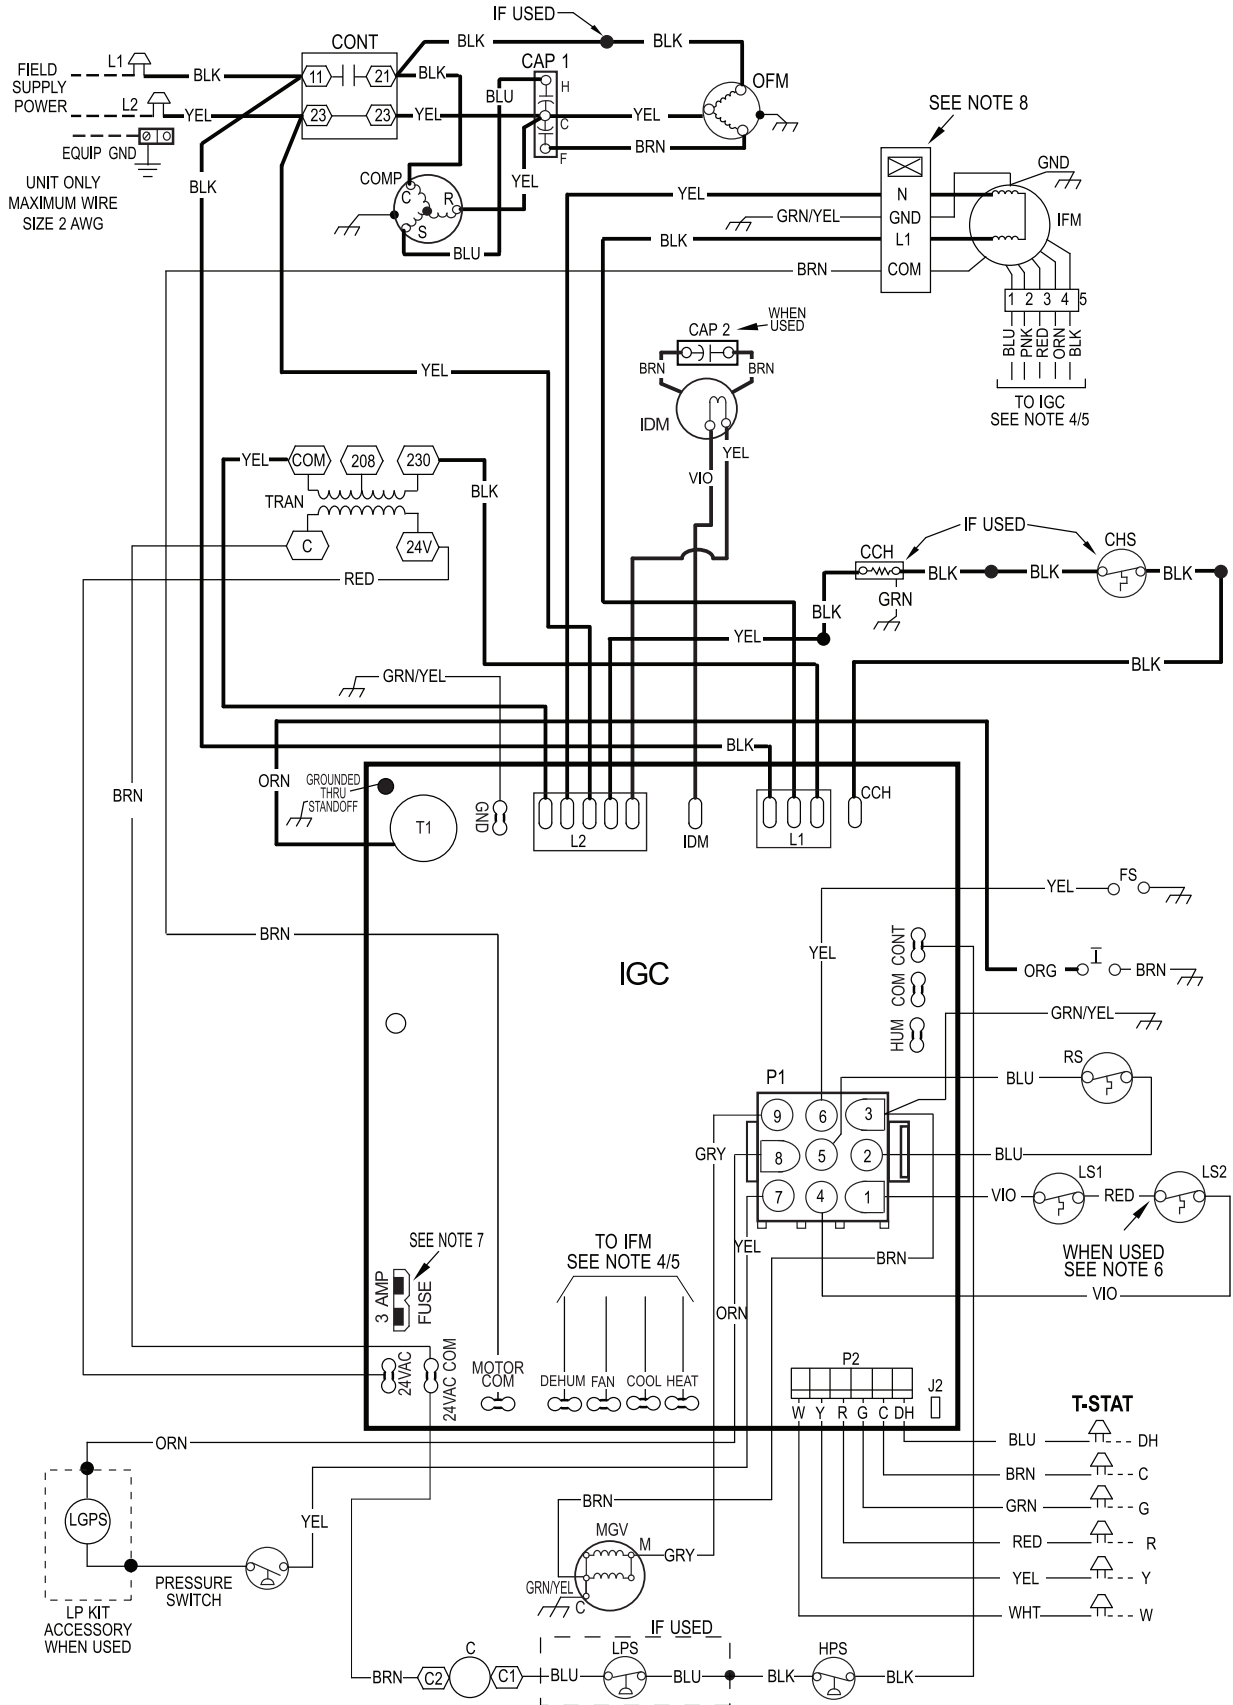 IF USED
CONT
BLK
BLK
CAP 1
FIELD
SUPPLY
POWER
L1
BLK
11
21
BLK
H
OFM
BLU
L2
YEL
23
23
YEL
C
YEL
SEE NOTE 8
EQUIP GND
F
BRN
UNIT ONLY
MAXIMUM WIRE
SIZE 2 AWG
BLK
COMP
C
R
S
YEL
BLU
YEL
N
GND
GRN/YEL
GND
IFM
BLK
L1
BRN
COM
1 2 3 4 5
BLU
PNK
RED
ORN
BLK
TO IGC
SEE NOTE 4/5
WHEN
USED
CAP 2
BRN
BRN
YEL
IDM
YEL
VIO
YEL
COM
208
230
TRAN
BLK
C
24V
RED
IF USED
CCH
CHS
BLK
BLK
BLK
BLK
GRN
YEL
BLK
GRN/YEL
BLK
ORN
BRN
GROUNDED
THRU
STANDOFF
T1
GND
L2
IDM
L1
CCH
YEL
FS
BRN
YEL
CONT
COM
HUM
IGC
ORG
I
BRN
GRN/YEL
P1
BLU
RS
9
6
3
GRY
8
5
2
BLU
7
4
1
VIO
LS1
RED
LS2
YEL
BRN
WHEN USED
SEE NOTE 6
VIO
SEE NOTE 7
TO IFM
SEE NOTE 4/5
3 AMP
FUSE
ORN
24VAC
24VAC COM
MOTOR
COM
DEHUM
FAN
COOL
HEAT
P2
J2
W Y R G C DH
T-STAT
ORN
BLU
DH
BRN
C
GRN
G
RED
R
YEL
Y
WHT
W
LGPS
YEL
PRESSURE
SWITCH
LP KIT
ACCESSORY
WHEN USED
BRN
MGV
M
GRY
GRN/YEL
C
IF USED
BRN
C2
C
C1
BLU
LPS
BLU
BLK
HPS
BLK